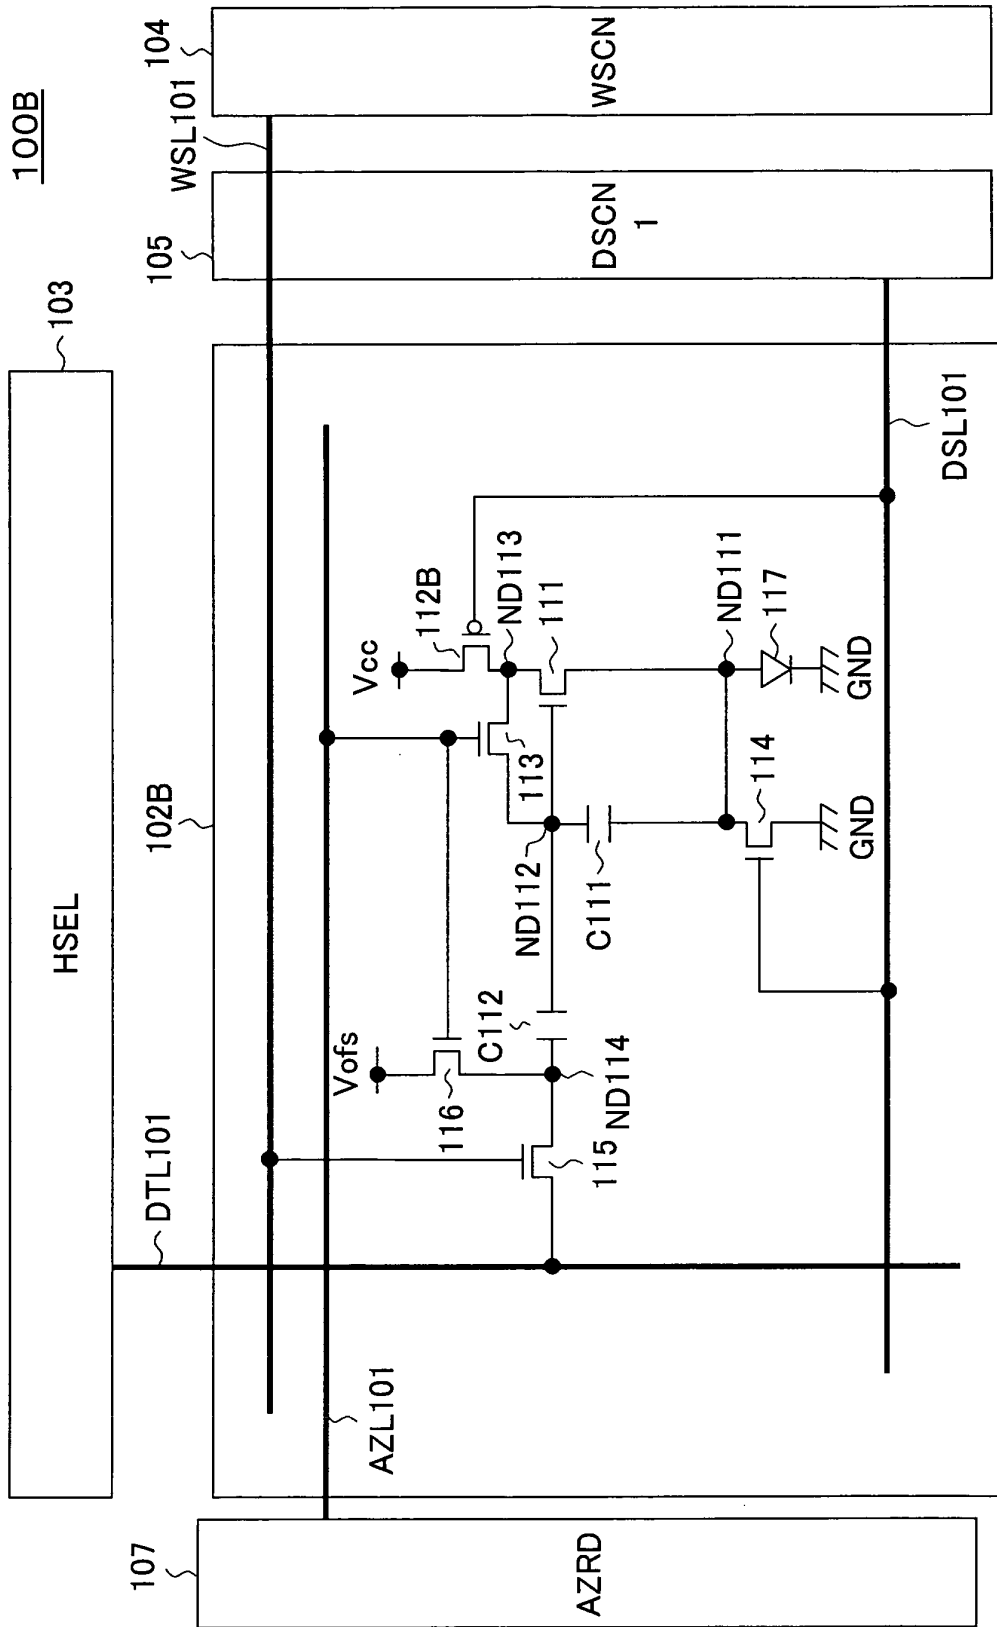 100B
103
HSEL
104
WSCN
WSL101
105
DSCN
1
107
AZRD
DTL101
AZL101
102B
Vofs
116
115
ND114
C112
ND112
C111
113
Vcc
112B
ND113
111
ND111
117
GND
114
GND
DSL101